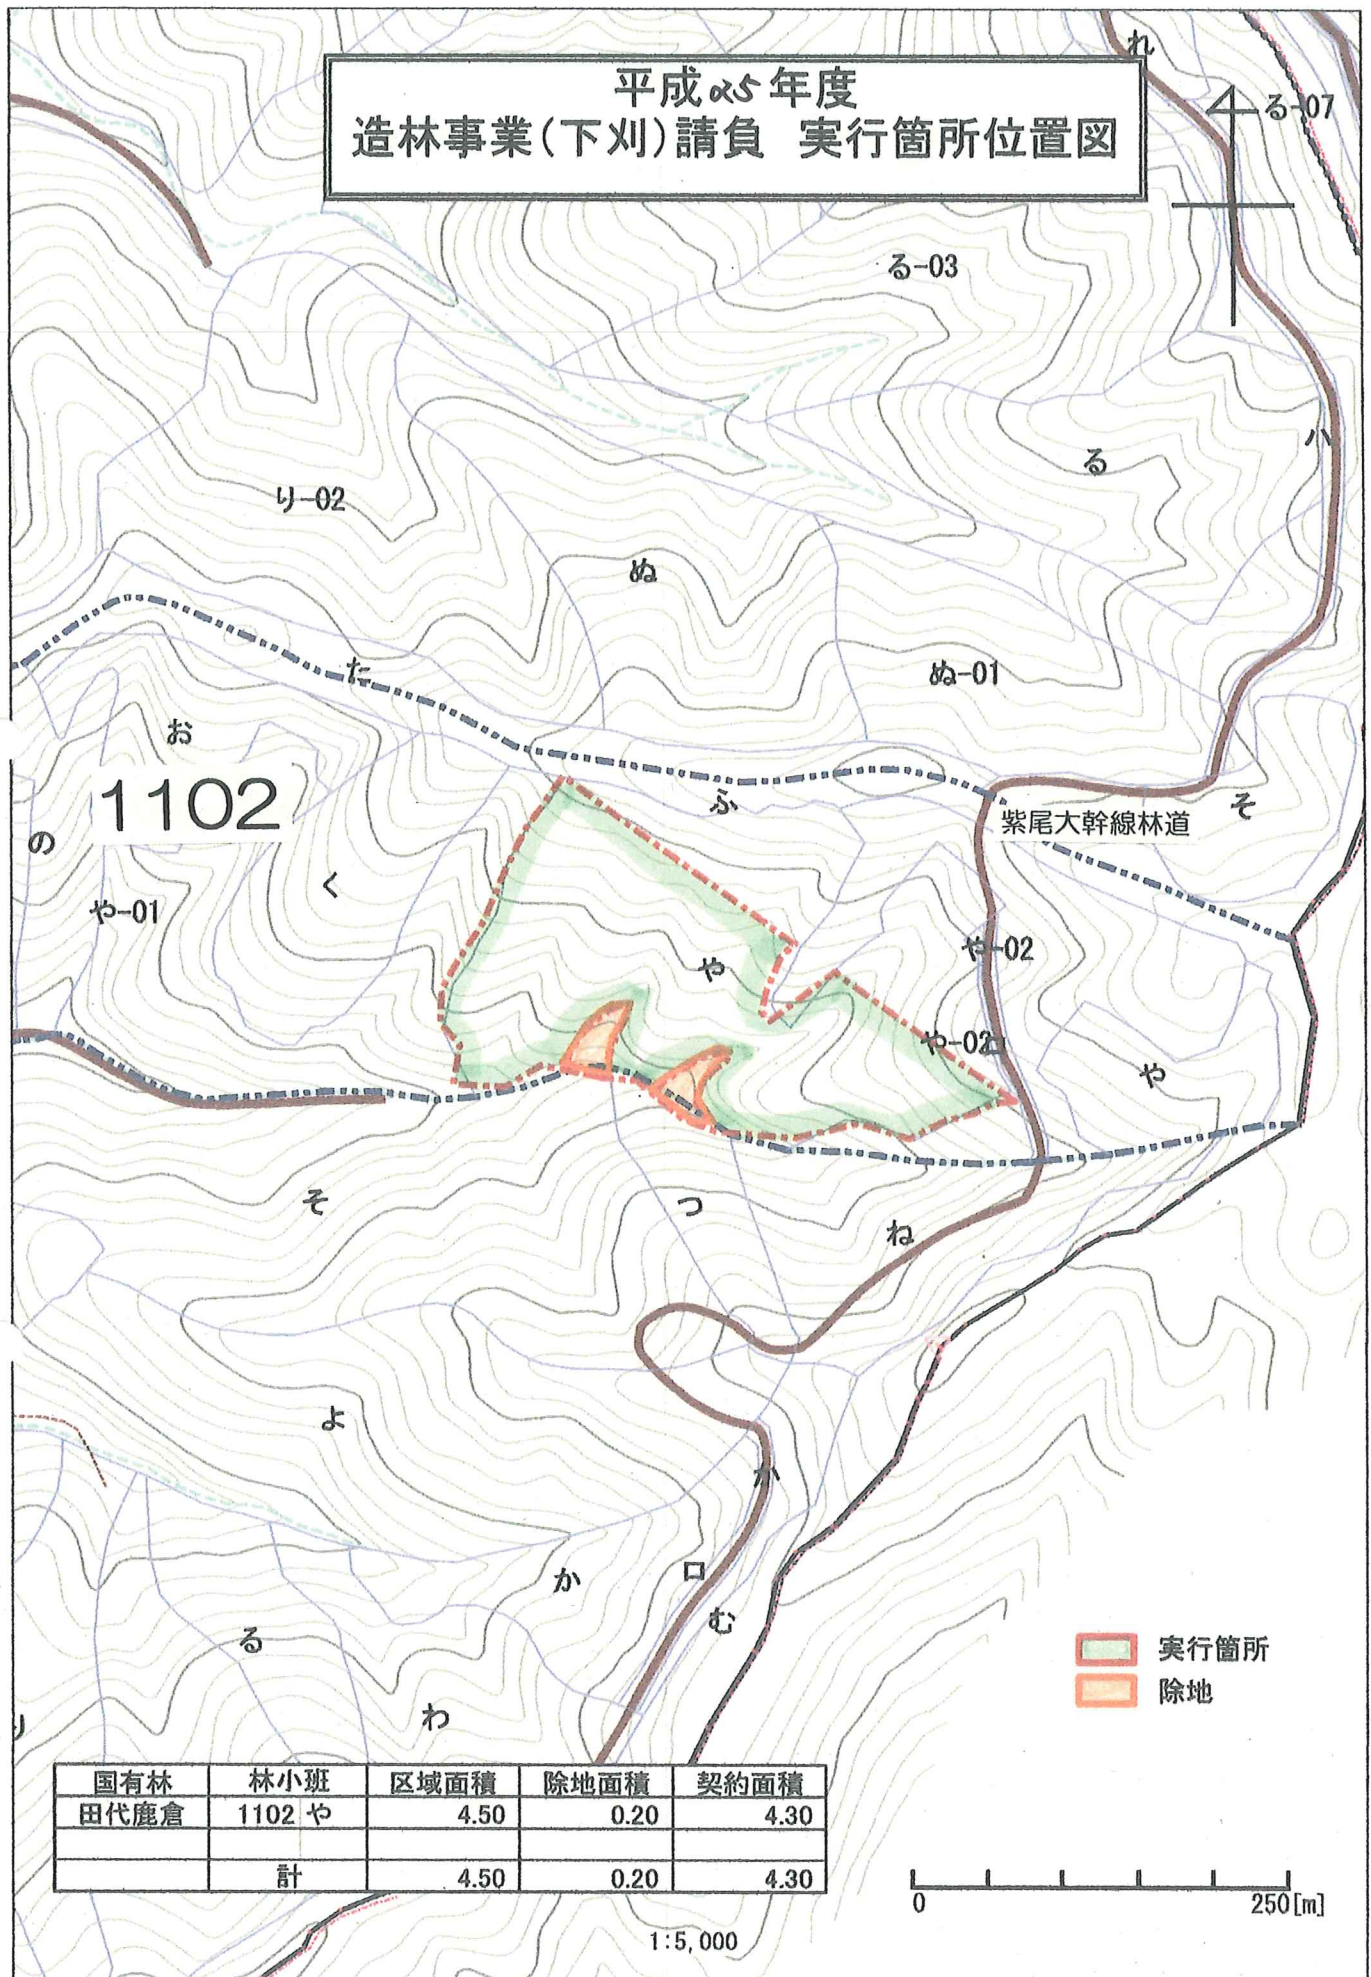 平成25年度
造林事業(下刈)請負 実行箇所位置図
れ
る-07
る-03
ハ
る
り-02
ぬ
ぬ-01
た
お
1102
ふ
そ
紫尾大幹線林道
の
く
や-01
や
や-02
や-02
ロ
や
そ
つ
ね
よ
か
ロ
む
る
わ
り
実行箇所
除地
国有林 林小班 区域面積 除地面積 契約面積
田代鹿倉 1102 や 4.50 0.20 4.30
計 4.50 0.20 4.30
0 250[m]
1:5,000